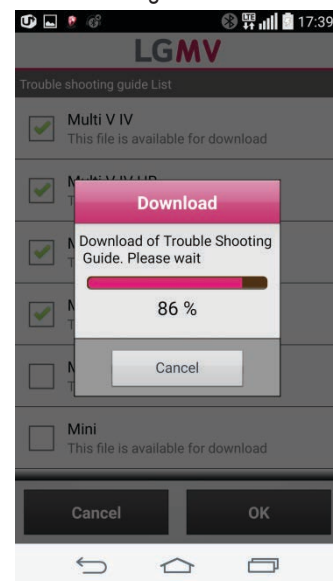 LTE
17:39
LGMV
Trouble shooting guide List
Multi V IV
This file is available for download
Download
Download of Trouble Shooting
Guide. Please wait
86 %
Cancel
Mini
This file is available for download
Cancel
OK